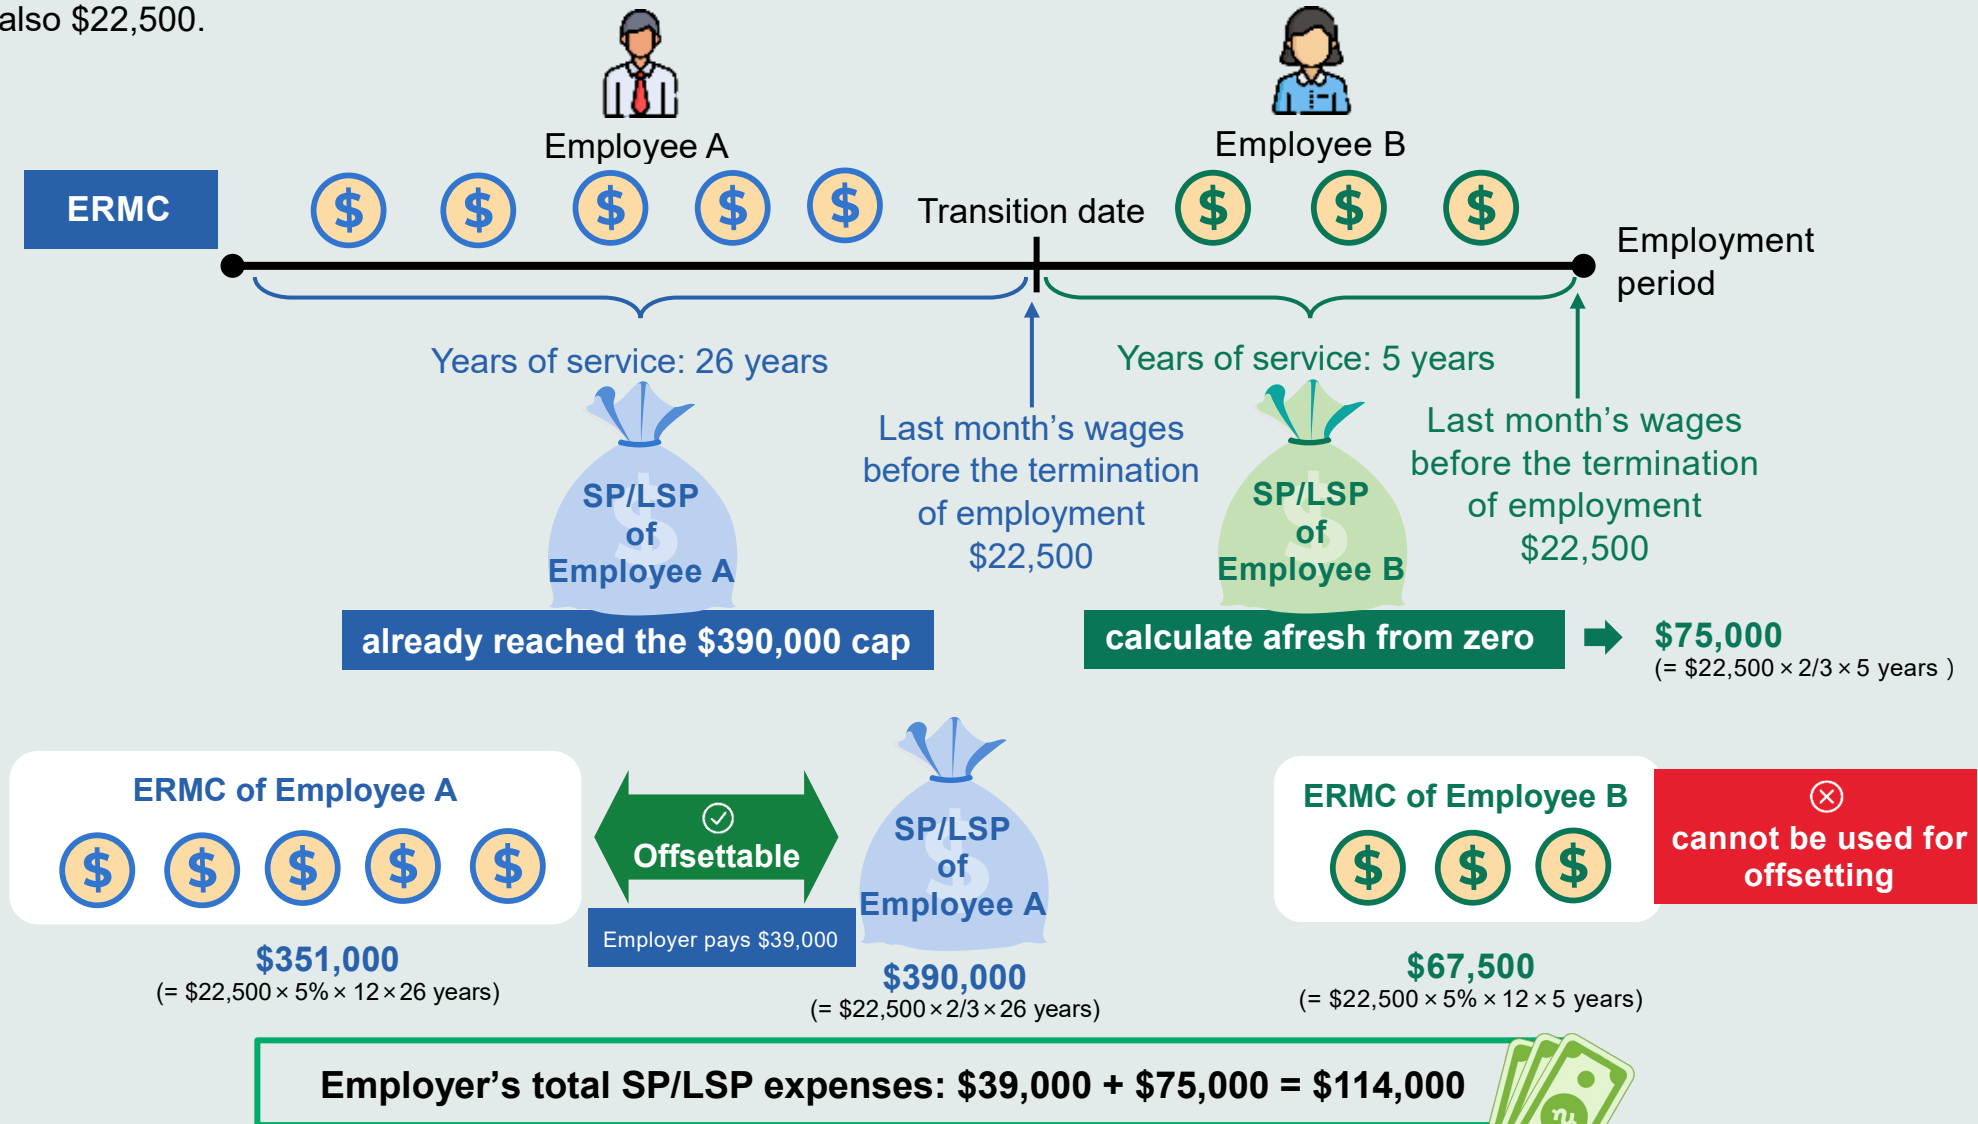 also $22,500.
Employee A
Employee B
ERMC
$ $ $ $ $
Transition date
$ $ $
Employment
period
Years of service: 26 years
Years of service: 5 years
Last month’s wages
before the termination
of employment
$22,500
Last month’s wages
before the termination
of employment
$22,500
$
SP/LSP
of
Employee A
$
SP/LSP
of
Employee B
already reached the $390,000 cap
calculate afresh from zero
$75,000
(= $22,500 × 2/3 × 5 years )
ERMC of Employee A
$ $ $ $ $
$351,000
(= $22,500 × 5% × 12 × 26 years)
Offsettable
Employer pays $39,000
$
SP/LSP
of
Employee A
$390,000
(= $22,500 × 2/3 × 26 years)
ERMC of Employee B
$ $ $
cannot be used for
offsetting
$67,500
(= $22,500 × 5% × 12 × 5 years)
Employer’s total SP/LSP expenses: $39,000 + $75,000 = $114,000